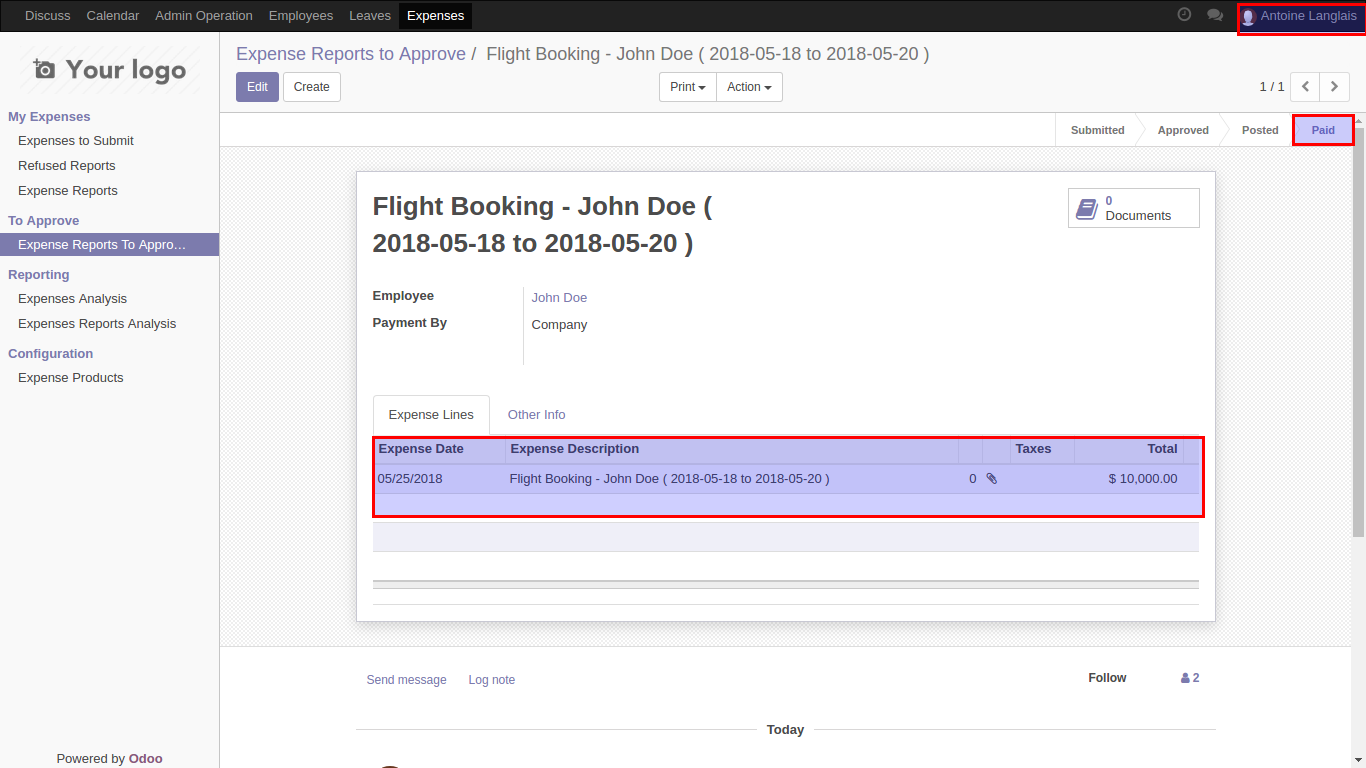 Discuss Calendar Admin Operation Employees Leaves Expenses Antoine Langlais
Your logo
Expense Reports to Approve / Flight Booking - John Doe ( 2018-05-18 to 2018-05-20 )
Edit Create Print Action 1 / 1
My Expenses
Expenses to Submit
Refused Reports
Expense Reports
To Approve
Expense Reports To Appro…
Reporting
Expenses Analysis
Expenses Reports Analysis
Configuration
Expense Products
Powered by Odoo
Submitted Approved Posted Paid
Flight Booking - John Doe (
2018-05-18 to 2018-05-20 )
0
Documents
Employee John Doe
Payment By Company
Expense Lines Other Info
Expense Date Expense Description Taxes Total
05/25/2018 Flight Booking - John Doe ( 2018-05-18 to 2018-05-20 ) 0 $ 10,000.00
Send message Log note Follow 2
Today